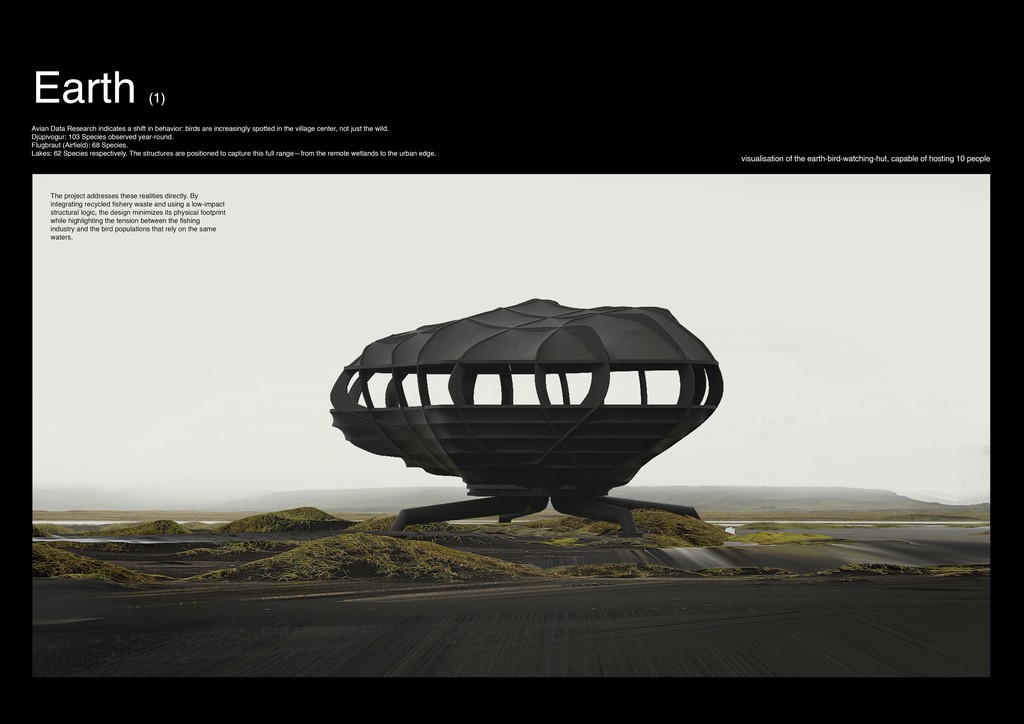 Earth (1)
Avian Data Research indicates a shift in behavior: birds are increasingly spotted in the village center, not just the wild.
Djúpivogur: 103 Species observed year-round.
Flugbraut (Airfield): 68 Species.
Lakes: 62 Species respectively. The structures are positioned to capture this full range—from the remote wetlands to the urban edge.
visualisation of the earth-bird-watching-hut, capable of hosting 10 people
The project addresses these realities directly. By
integrating recycled fishery waste and using a low-impact
structural logic, the design minimizes its physical footprint
while highlighting the tension between the fishing
industry and the bird populations that rely on the same
waters.